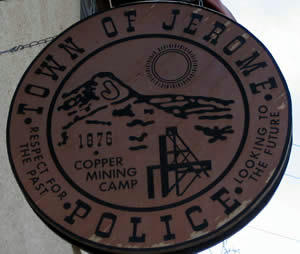 TOWN OF JEROME
1876
• COPPER
MINING
CAMP
RESPECT FOR
THE PAST
LOOKING TO
THE FUTURE
• POLICE •